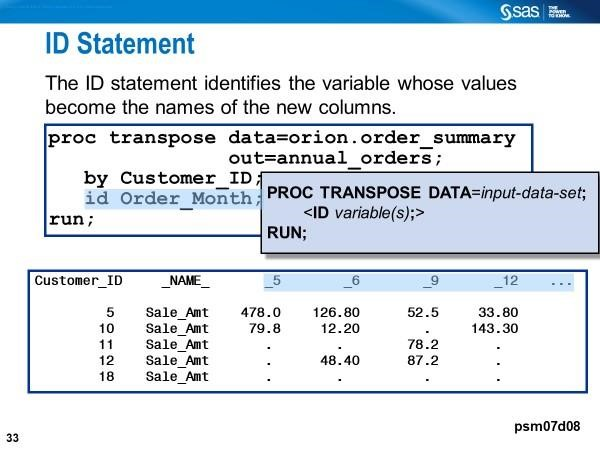 sas THE POWER TO KNOW.
ID Statement
The ID statement identifies the variable whose values
become the names of the new columns.
proc transpose data=orion.order_summary
out=annual_orders;
by Customer_ID;
id Order_Month;
run;
PROC TRANSPOSE DATA=input-data-set;
<ID variable(s);>
RUN;
Customer_ID _NAME_ _5 _6 _9 _12 ...
5 Sale_Amt 478.0 126.80 52.5 33.80
10 Sale_Amt 79.8 12.20 . 143.30
11 Sale_Amt . . 78.2 .
12 Sale_Amt . 48.40 87.2 .
18 Sale_Amt . . . .
psm07d08
33